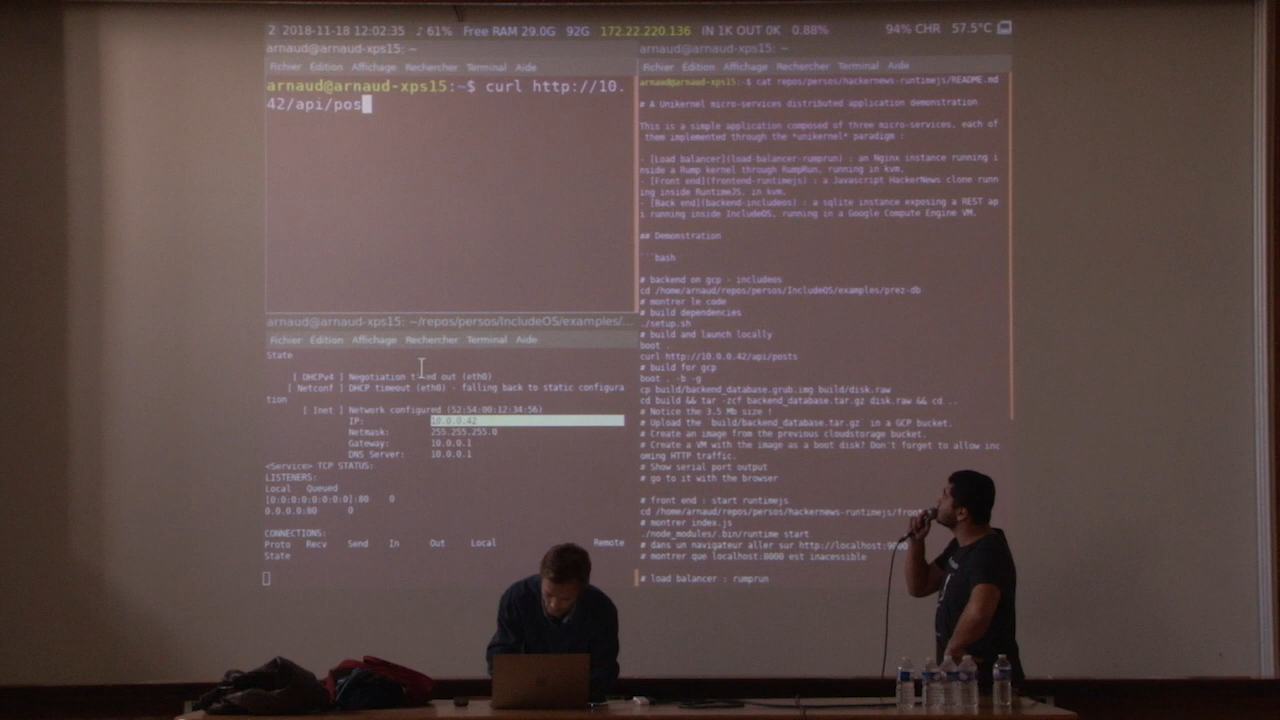 2 2018-11-18 12:02:35 ♪ 61% Free RAM 29.0G 92G 172.22.220.136 IN 1K OUT 0K 0.88% 94% CHR 57.5°C
arnaud@arnaud-xps15: ~
Fichier Édition Affichage Rechercher Terminal Aide
arnaud@arnaud-xps15:~$ curl http://10.
42/api/pos
arnaud@arnaud-xps15: ~/repos/persos/IncludeOS/examples/...
Fichier Édition Affichage Rechercher Terminal Aide
State
[ DHCPv4 ] Negotiation out (eth0)
[ Netconf ] DHCP timeout (eth0) - falling back to static configura
tion
[ Inet ] Network configured (52:54:00:12:34:56)
IP: 10.0.0.42
Netmask: 255.255.255.0
Gateway: 10.0.0.1
DNS Server: 10.0.0.1
<Service> TCP STATUS:
LISTENERS:
Local Queued
[0:0:0:0:0:0:0:0]:80 0
0.0.0.0:80 0
CONNECTIONS:
Proto Recv Send In Out Local Remote
State
arnaud@arnaud-xps15: ~
Fichier Édition Affichage Rechercher Terminal Aide
arnaud@arnaud-xps15:~$ cat repos/persos/hackernews-runtimejs/README.md
# A Unikernel micro-services distributed application demonstration
This is a simple application composed of three micro-services, each of
them implemented through the *unikernel* paradigm :
- [Load balancer](load-balancer-rumprun) : an Nginx instance running i
nside a Rump kernel through RumpRun, running in kvm.
- [Front end](frontend-runtimejs) : a Javascript HackerNews clone runn
ing inside RuntimeJS, in kvm.
- [Back end](backend-includeos) : a sqlite instance exposing a REST ap
i running inside IncludeOS, running in a Google Compute Engine VM.
## Demonstration
```bash
# backend on gcp - includeos
cd /home/arnaud/repos/persos/IncludeOS/examples/prez-db
# montrer le code
# build dependencies
./setup.sh
# build and launch locally
boot .
curl http://10.0.0.42/api/posts
# build for gcp
boot . -b -g
cp build/backend_database.grub.img build/disk.raw
cd build && tar -zcf backend_database.tar.gz disk.raw && cd ..
# Notice the 3.5 Mb size !
# Upload the `build/backend_database.tar.gz` in a GCP bucket.
# Create an image from the previous cloudstorage bucket.
# Create a VM with the image as a boot disk? Don't forget to allow inc
oming HTTP traffic.
# Show serial port output
# go to it with the browser
# front end : start runtimejs
cd /home/arnaud/repos/persos/hackernews-runtimejs/fron
# montrer index.js
./node_modules/.bin/runtime start
# dans un navigateur aller sur http://localhost:9000
# montrer que localhost:8000 est inacessible
# load balancer : rumprun